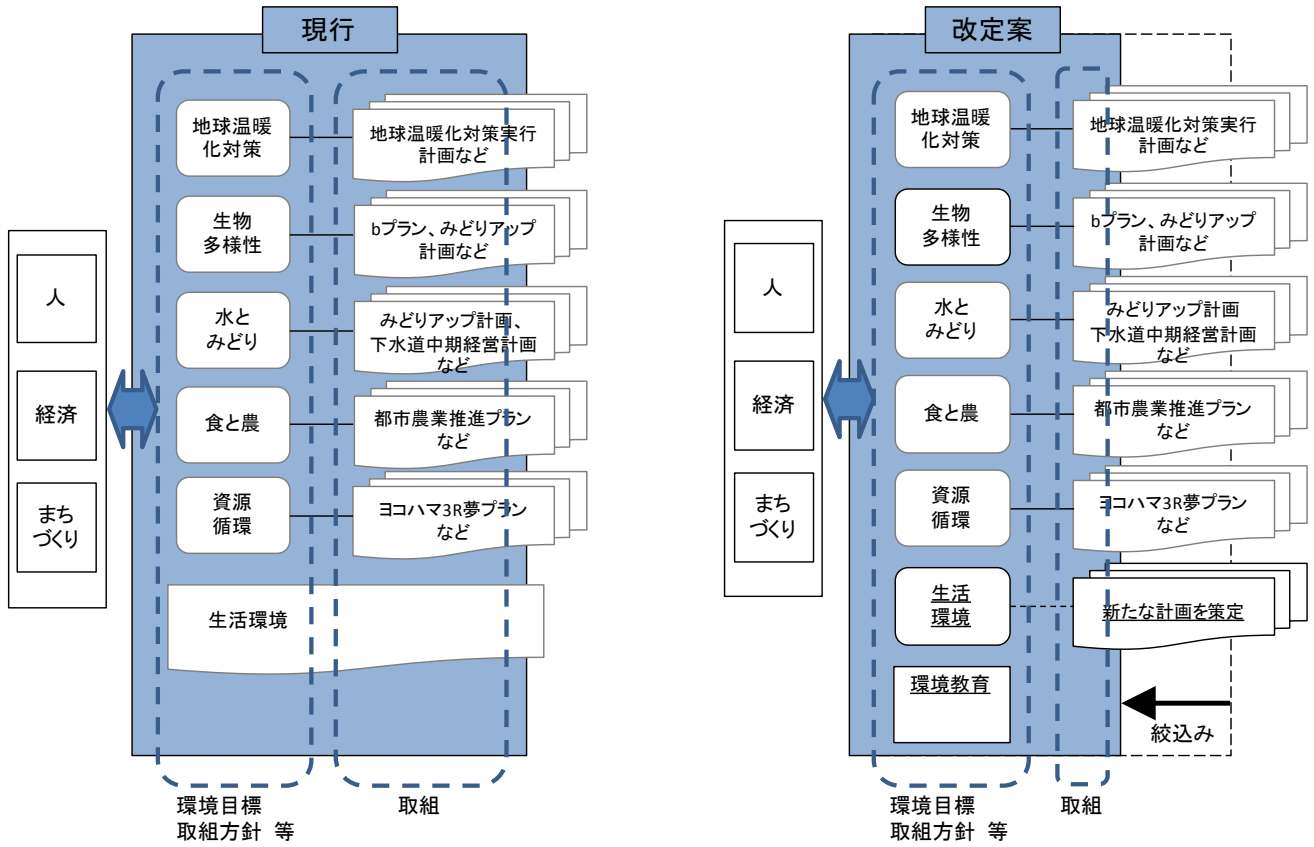 現行
地球温暖
化対策
地球温暖化対策実行
計画など
生物
多様性
bプラン、みどりアップ
計画など
水と
みどり
みどりアップ計画、
下水道中期経営計画
など
食と農
都市農業推進プラン
など
資源
循環
ヨコハマ3R夢プラン
など
生活環境
人
経済
まち
づくり
環境目標
取組方針 等
取組
改定案
地球温暖
化対策
地球温暖化対策実行
計画など
生物
多様性
bプラン、みどりアップ
計画など
水と
みどり
みどりアップ計画
下水道中期経営計画
など
食と農
都市農業推進プラン
など
資源
循環
ヨコハマ3R夢プラン
など
生活
環境
新たな計画を策定
環境教育
絞込み
人
経済
まち
づくり
環境目標
取組方針 等
取組